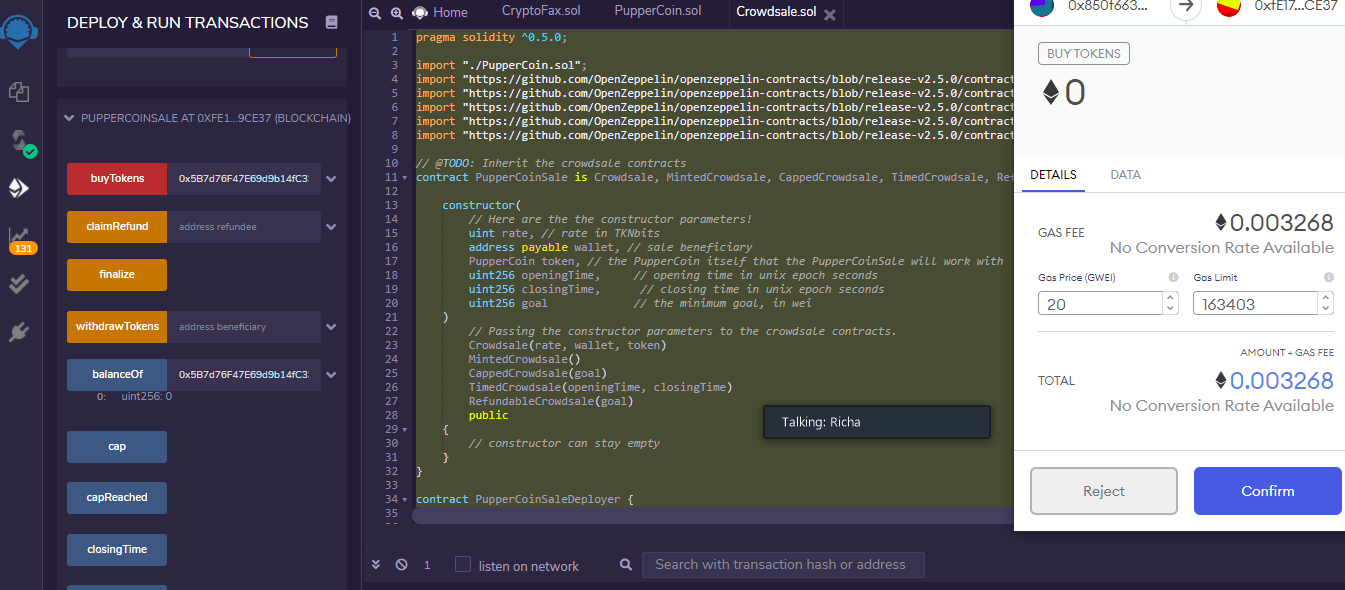 DEPLOY & RUN TRANSACTIONS
PUPPERCOINSALE AT 0XFE1...9CE37 (BLOCKCHAIN)
buyTokens 0x5B7d76F47E69d9b14fC3
claimRefund address refundee
finalize
withdrawTokens address beneficiary
balanceOf 0x5B7d76F47E69d9b14fC3
0: uint256: 0
cap
capReached
closingTime
131
Home CryptoFax.sol PupperCoin.sol Crowdsale.sol
1 pragma solidity ^0.5.0;
2
3 import "./PupperCoin.sol";
4 import "https://github.com/OpenZeppelin/openzeppelin-contracts/blob/release-v2.5.0/contract
5 import "https://github.com/OpenZeppelin/openzeppelin-contracts/blob/release-v2.5.0/contract
6 import "https://github.com/OpenZeppelin/openzeppelin-contracts/blob/release-v2.5.0/contract
7 import "https://github.com/OpenZeppelin/openzeppelin-contracts/blob/release-v2.5.0/contract
8 import "https://github.com/OpenZeppelin/openzeppelin-contracts/blob/release-v2.5.0/contract
9
10 // @TODO: Inherit the crowdsale contracts
11 contract PupperCoinSale is Crowdsale, MintedCrowdsale, CappedCrowdsale, TimedCrowdsale, Ref
12
13 constructor(
14 // Here are the the constructor parameters!
15 uint rate, // rate in TKNbits
16 address payable wallet, // sale beneficiary
17 PupperCoin token, // the PupperCoin itself that the PupperCoinSale will work with
18 uint256 openingTime, // opening time in unix epoch seconds
19 uint256 closingTime, // closing time in unix epoch seconds
20 uint256 goal // the minimum goal, in wei
21 )
22 // Passing the constructor parameters to the crowdsale contracts.
23 Crowdsale(rate, wallet, token)
24 MintedCrowdsale()
25 CappedCrowdsale(goal)
26 TimedCrowdsale(openingTime, closingTime)
27 RefundableCrowdsale(goal)
28 public
29 {
30 // constructor can stay empty
31 }
32 }
33
34 contract PupperCoinSaleDeployer {
35
Talking: Richa
1 listen on network Search with transaction hash or address
0x850f663... 0xfE17...CE37
BUY TOKENS
0
DETAILS DATA
GAS FEE 0.003268
No Conversion Rate Available
Gas Price (GWEI) Gas Limit
20 163403
AMOUNT + GAS FEE
TOTAL 0.003268
No Conversion Rate Available
Reject Confirm